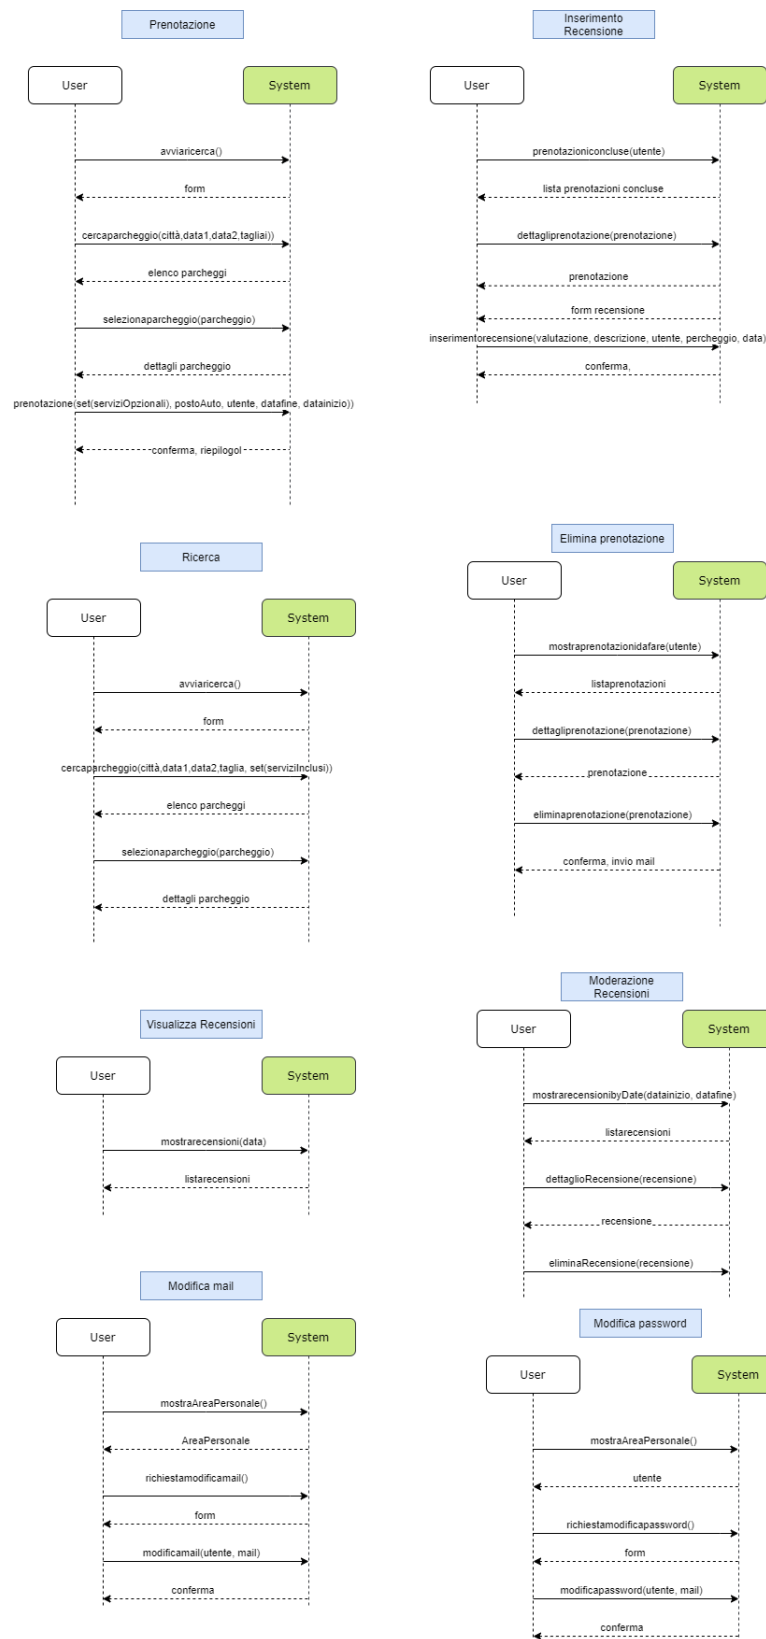 Prenotazione
User
System
avviaricerca()
form
cercaparcheggio(città,data1,data2,tagliai))
elenco parcheggi
selezionaparcheggio(parcheggio)
dettagli parcheggio
prenotazione(set(serviziOpzionali), postoAuto, utente, datafine, datainizio))
conferma, riepilogol
Inserimento
Recensione
User
System
prenotazioniconcluse(utente)
lista prenotazioni concluse
dettagliprenotazione(prenotazione)
prenotazione
form recensione
inserimentorecensione(valutazione, descrizione, utente, percheggio, data)
conferma,
Ricerca
User
System
avviaricerca()
form
cercaparcheggio(città,data1,data2,taglia, set(serviziInclusi))
elenco parcheggi
selezionaparcheggio(parcheggio)
dettagli parcheggio
Elimina prenotazione
User
System
mostraprenotazionidafare(utente)
listaprenotazioni
dettagliprenotazione(prenotazione)
prenotazione
eliminaprenotazione(prenotazione)
conferma, invio mail
Visualizza Recensioni
User
System
mostrarecensioni(data)
listarecensioni
Moderazione
Recensioni
User
System
mostrarecensionibyDate(datainizio, datafine)
listarecensioni
dettaglioRecensione(recensione)
recensione
eliminaRecensione(recensione)
Modifica mail
User
System
mostraAreaPersonale()
AreaPersonale
richiestamodificamail()
form
modificamail(utente, mail)
conferma
Modifica password
User
System
mostraAreaPersonale()
utente
richiestamodificapassword()
form
modificapassword(utente, mail)
conferma